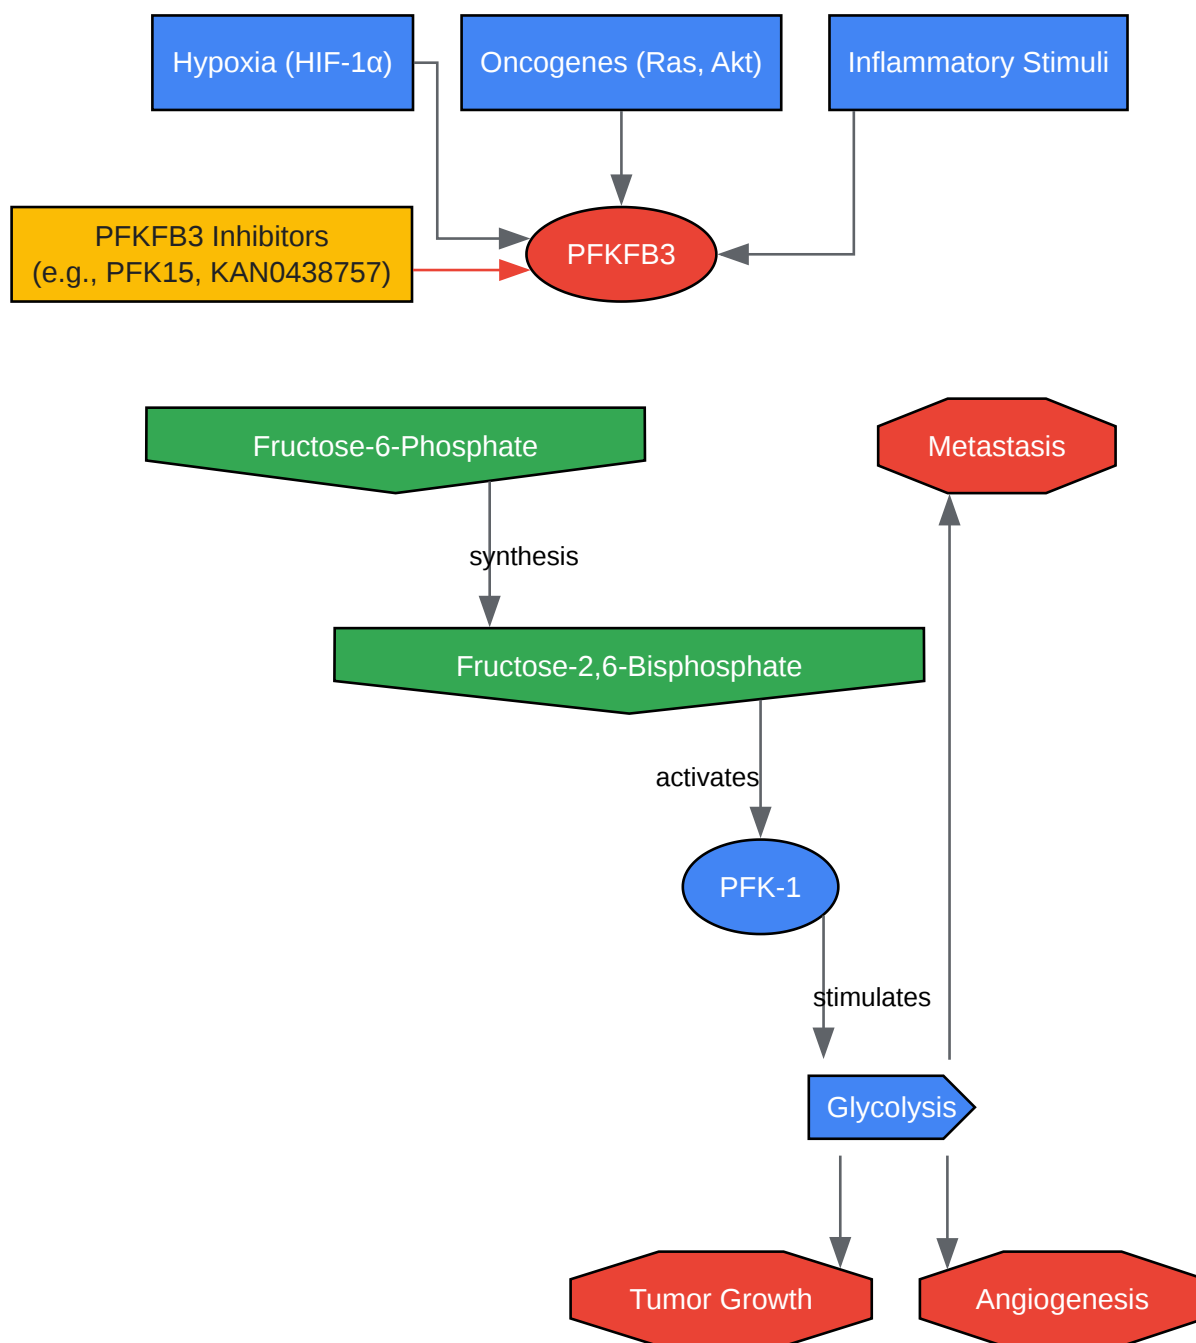 Hypoxia (HIF-1α)
Oncogenes (Ras, Akt)
Inflammatory Stimuli
PFKFB3 Inhibitors
(e.g., PFK15, KAN0438757)
PFKFB3
Fructose-6-Phosphate
Metastasis
synthesis
Fructose-2,6-Bisphosphate
activates
PFK-1
stimulates
Glycolysis
Tumor Growth
Angiogenesis